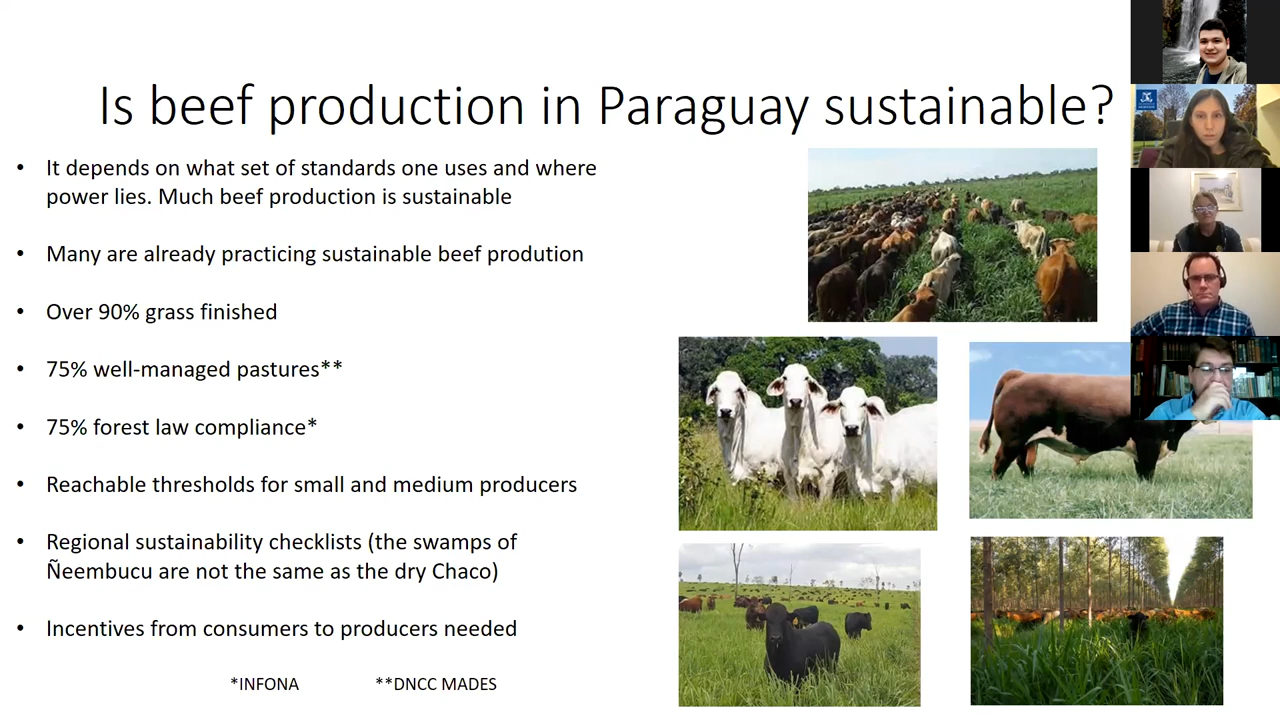 Is beef production in Paraguay sustainable?
• It depends on what set of standards one uses and where
power lies. Much beef production is sustainable
• Many are already practicing sustainable beef prodution
• Over 90% grass finished
• 75% well-managed pastures**
• 75% forest law compliance*
• Reachable thresholds for small and medium producers
• Regional sustainability checklists (the swamps of
Ñeembucu are not the same as the dry Chaco)
• Incentives from consumers to producers needed
*INFONA **DNCC MADES